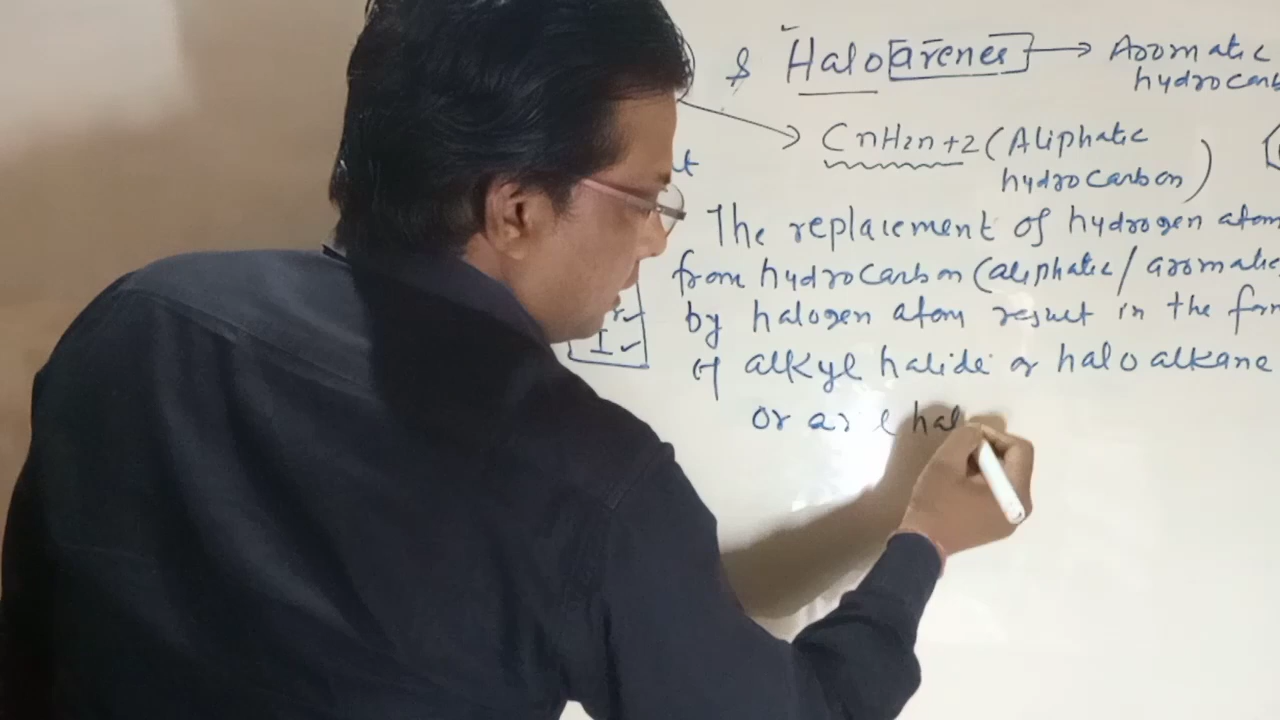 & Haloarenes → Aromatic
hydrocarb
CnH2n+2 (Aliphatic
hydrocarbon)
The replacement of hydrogen atom
from hydrocarbon (aliphatic/aromatic
by halogen atom result in the form
of alkyl halide or haloalkane
I ✓
or hal